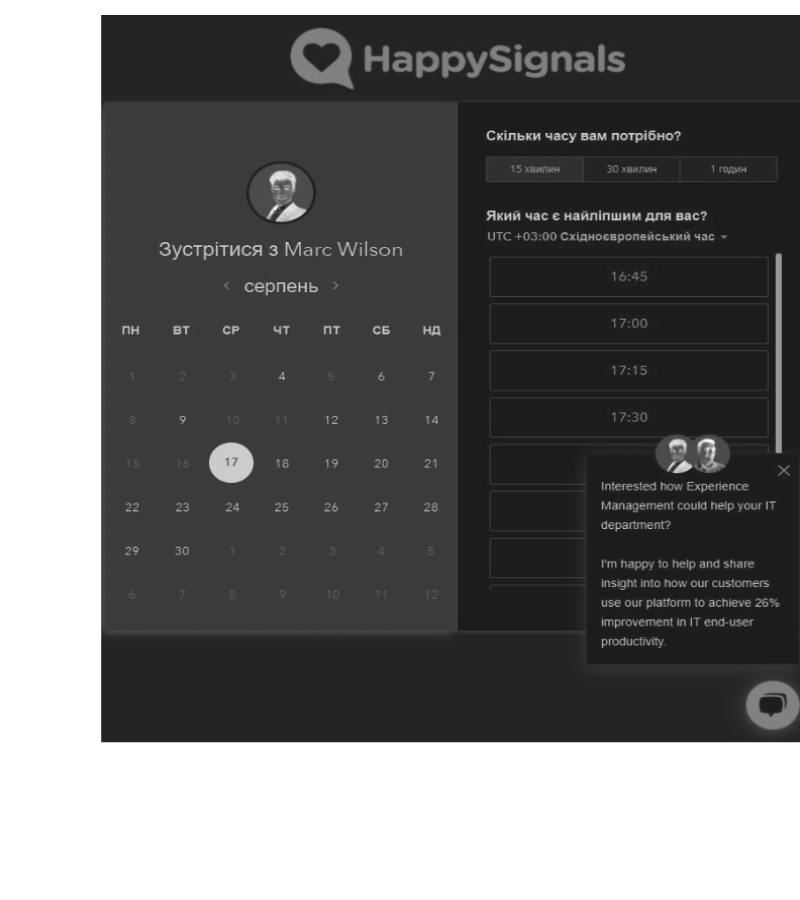 HappySignals
Зустрітися з Marc Wilson
‹ серпень ›
ПН ВТ СР ЧТ ПТ СБ НД
1 2 3 4 5 6 7
8 9 10 11 12 13 14
15 16 17 18 19 20 21
22 23 24 25 26 27 28
29 30 1 2 3 4 5
6 7 8 9 10 11 12
Скільки часу вам потрібно?
15 хвилин 30 хвилин 1 годин
Який час є найліпшим для вас?
UTC +03:00 Східноєвропейський час
16:45
17:00
17:15
17:30
Interested how Experience
Management could help your IT
department?
I'm happy to help and share
insight into how our customers
use our platform to achieve 26%
improvement in IT end-user
productivity.